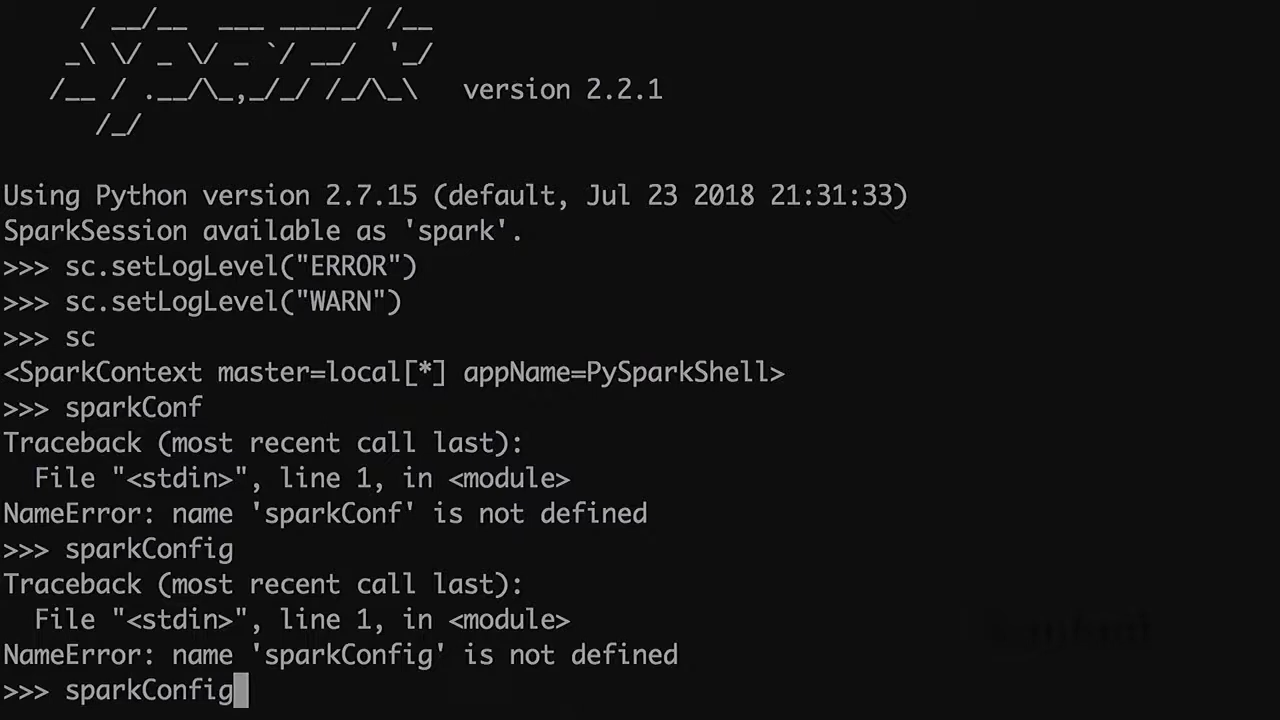 / __/__  ___ _____/ /__
   _\ \/ _ \/ _ `/ __/  '_/
  /__ / .__/\_,_/_/ /_/\_\   version 2.2.1
     /_/
Using Python version 2.7.15 (default, Jul 23 2018 21:31:33)
SparkSession available as 'spark'.
>>> sc.setLogLevel("ERROR")
>>> sc.setLogLevel("WARN")
>>> sc
<SparkContext master=local[*] appName=PySparkShell>
>>> sparkConf
Traceback (most recent call last):
  File "<stdin>", line 1, in <module>
NameError: name 'sparkConf' is not defined
>>> sparkConfig
Traceback (most recent call last):
  File "<stdin>", line 1, in <module>
NameError: name 'sparkConfig' is not defined
>>> sparkConfig